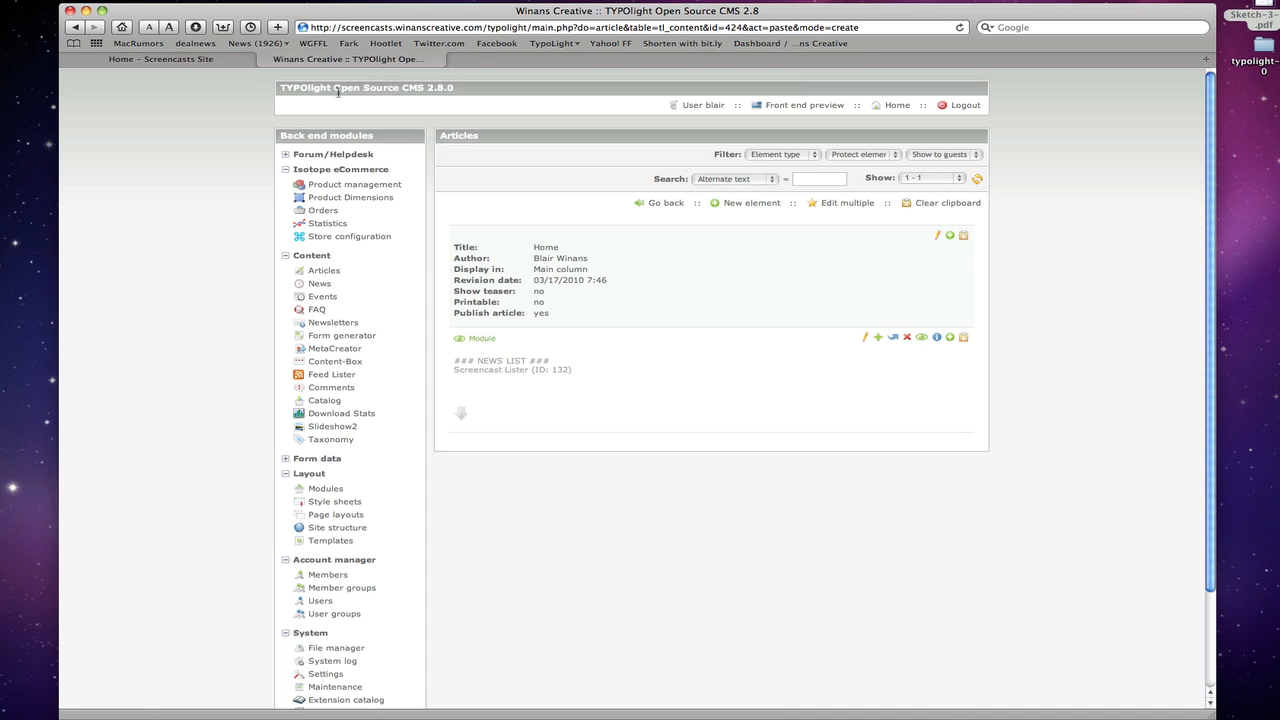 Winans Creative :: TYPOlight Open Source CMS 2.8
http://screencasts.winanscreative.com/typolight/main.php?do=article&table=tl_content&id=424&act=paste&mode=create
Google
MacRumors dealnews News (1926) WGFFL Fark Hootlet Twitter.com Facebook TypoLight Yahoo! FF Shorten with bit.ly Dashboard / ...ns Creative
Home – Screencasts Site
Winans Creative :: TYPOlight Ope...
Sketch-3-
.pdf
typolight-
0
TYPOlight Open Source CMS 2.8.0
User blair :: Front end preview :: Home :: Logout
Back end modules
Forum/Helpdesk
Isotope eCommerce
Product management
Product Dimensions
Orders
Statistics
Store configuration
Content
Articles
News
Events
FAQ
Newsletters
Form generator
MetaCreator
Content-Box
Feed Lister
Comments
Catalog
Download Stats
Slideshow2
Taxonomy
Form data
Layout
Modules
Style sheets
Page layouts
Site structure
Templates
Account manager
Members
Member groups
Users
User groups
System
File manager
System log
Settings
Maintenance
Extension catalog
Articles
Filter: Element type Protect elemer Show to guests
Search: Alternate text = Show: 1 - 1
Go back :: New element :: Edit multiple :: Clear clipboard
Title: Home
Author: Blair Winans
Display in: Main column
Revision date: 03/17/2010 7:46
Show teaser: no
Printable: no
Publish article: yes
Module
### NEWS LIST ###
Screencast Lister (ID: 132)